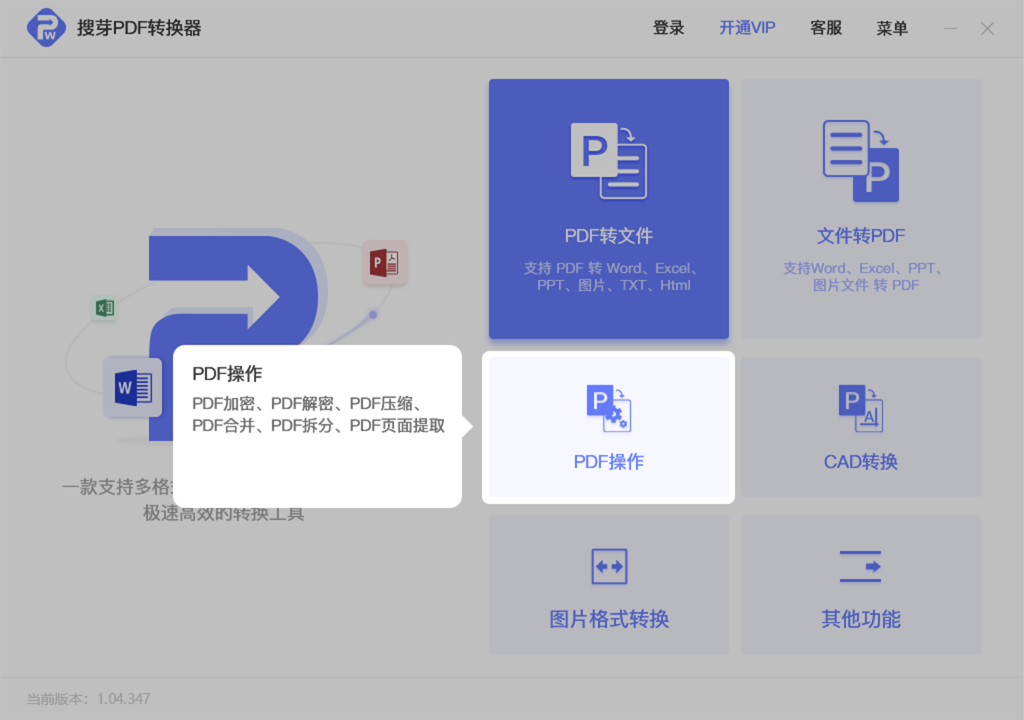 搜芽PDF转换器
登录
开通VIP
客服
菜单
PDF转文件
支持 PDF 转 Word、Excel、
PPT、图片、TXT、Html
文件转PDF
支持Word、Excel、PPT、
图片文件 转 PDF
PDF操作
PDF加密、PDF解密、PDF压缩、
PDF合并、PDF拆分、PDF页面提取
PDF操作
CAD转换
一款支持多格
极速高效的转换工具
图片格式转换
其他功能
当前版本：1.04.347